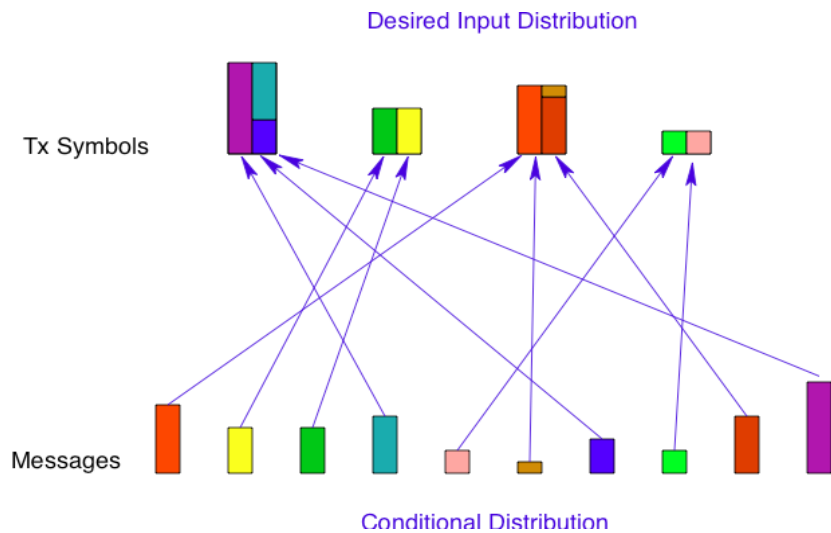 Desired Input Distribution
Tx Symbols
Messages
Conditional Distribution